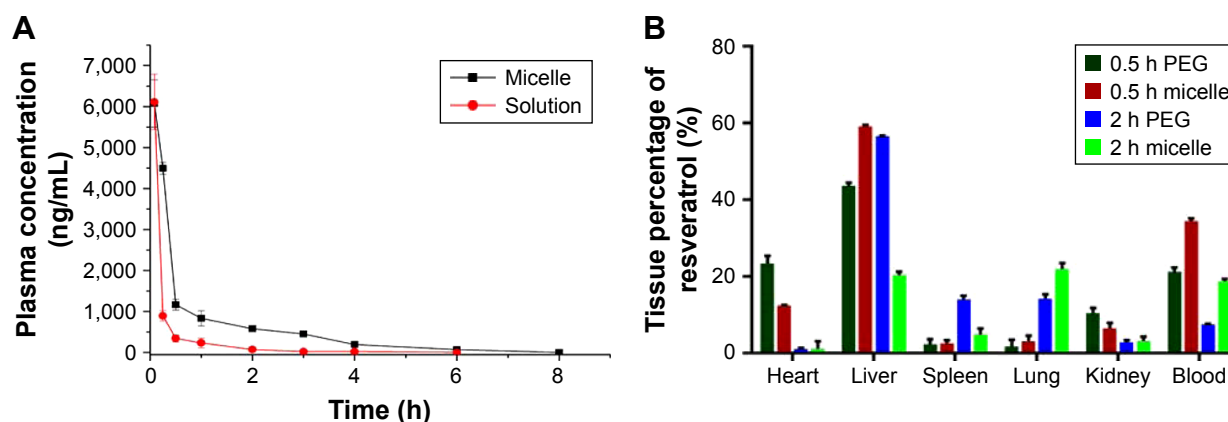 A
Plasma concentration
(ng/mL)
7,000
6,000
5,000
4,000
3,000
2,000
1,000
0
0
2
4
6
8
Time (h)
Micelle
Solution
B
Tissue percentage of
resveratrol (%)
80
60
40
20
0
Heart
Liver
Spleen
Lung
Kidney
Blood
0.5 h PEG
0.5 h micelle
2 h PEG
2 h micelle